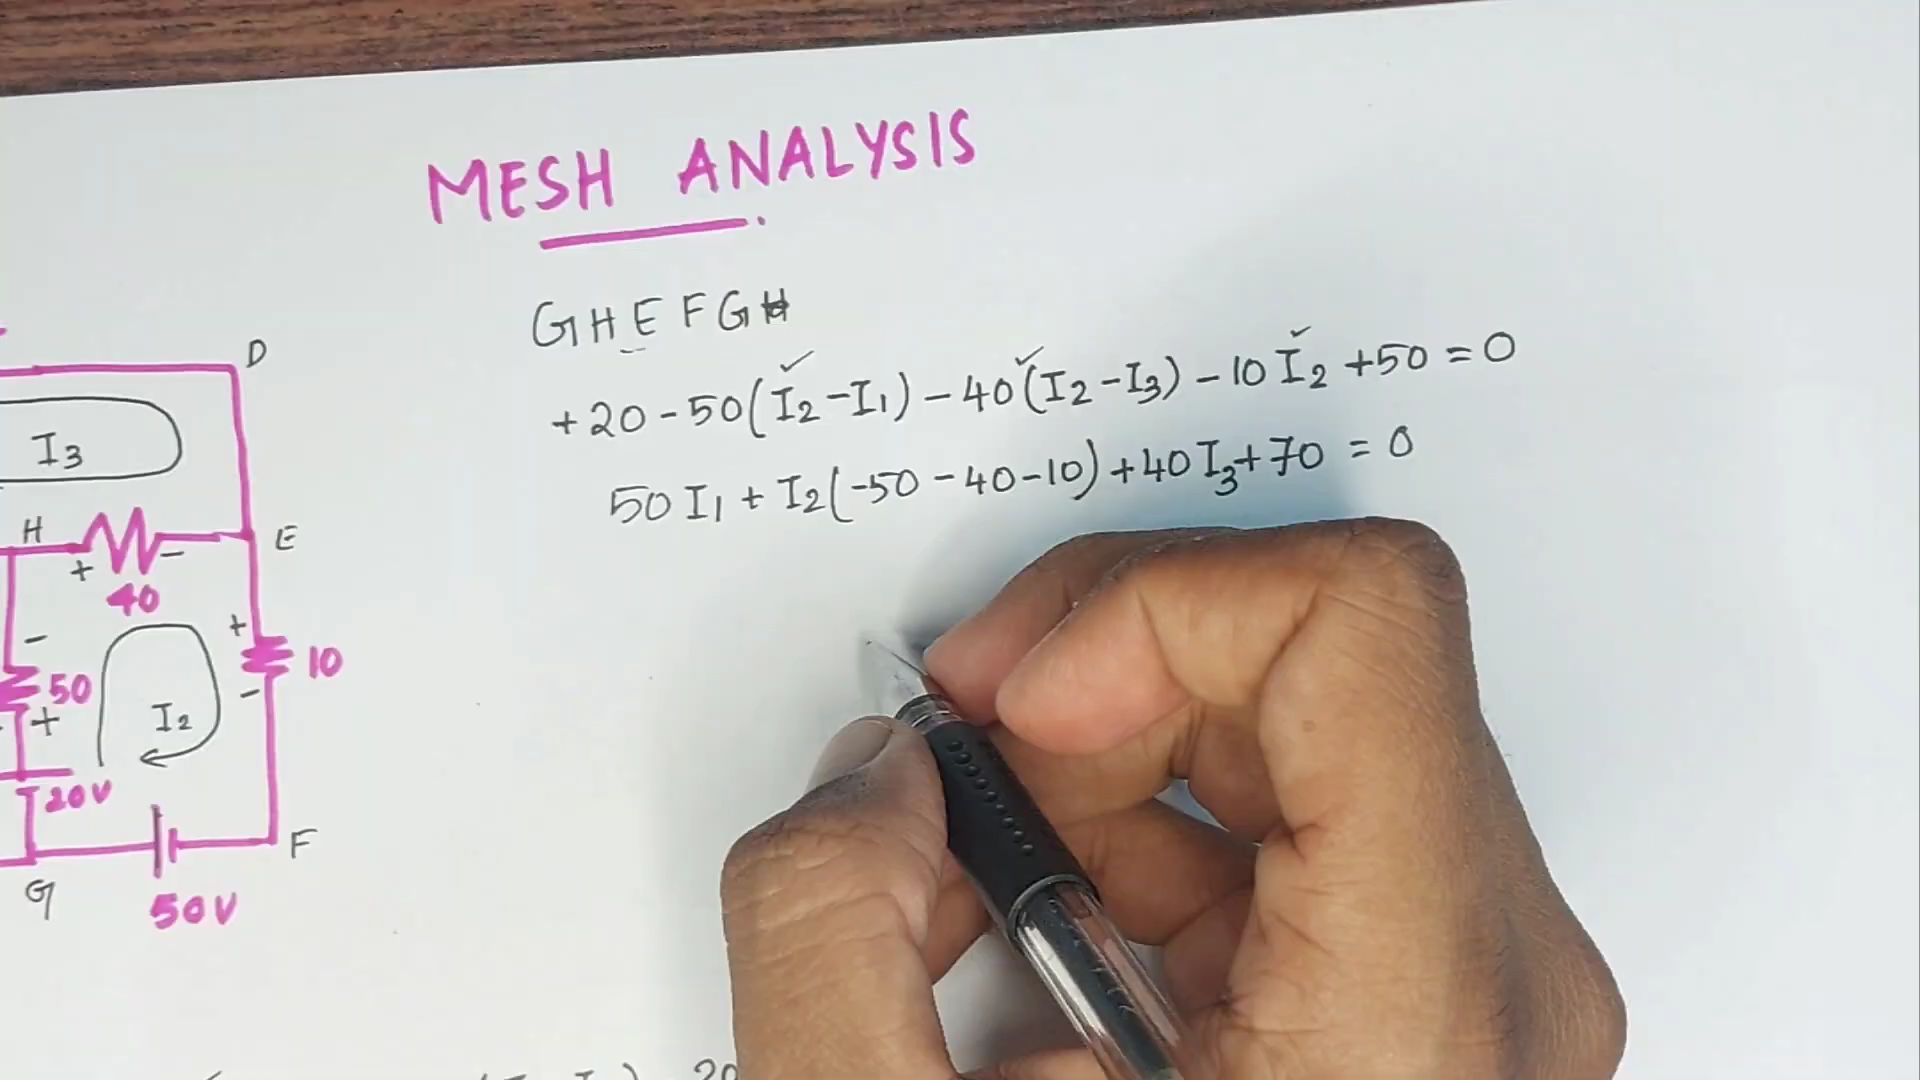 MESH ANALYSIS
GHEFGH
+20-50(I₂-I₁)-40(I₂-I₃)-10I₂+50=0
50I₁+I₂(-50-40-10)+40I₃+70=0
D
I₃
H
E
+
-
40
-
+
50
10
+
-
I₂
20V
F
G
50V
20